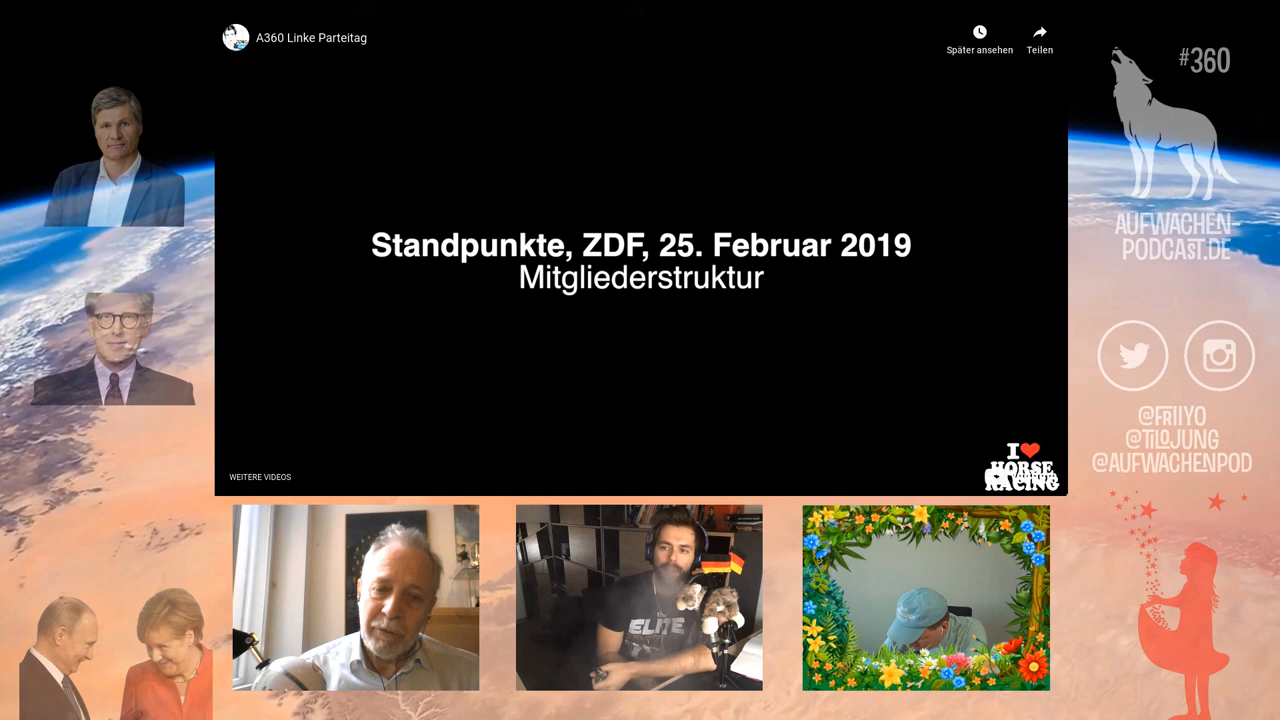 A360 Linke Parteitag
Später ansehen
Teilen
#360
AUFWACHEN-
PODCAST.DE
Standpunkte, ZDF, 25. Februar 2019
Mitgliederstruktur
@FRIIYO
@TILOJUNG
@AUFWACHENPOD
WEITERE VIDEOS
I
HORSE
RACING
ELITE